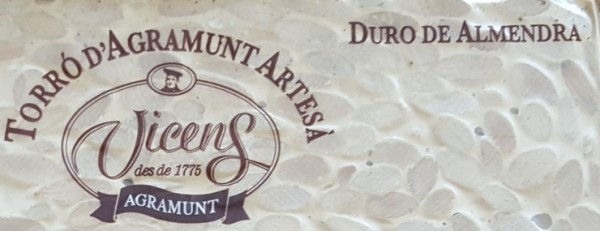 TORRÓ D'AGRAMUNT ARTESÀ
Vicens
des de 1775
AGRAMUNT
DURO DE ALMENDRA